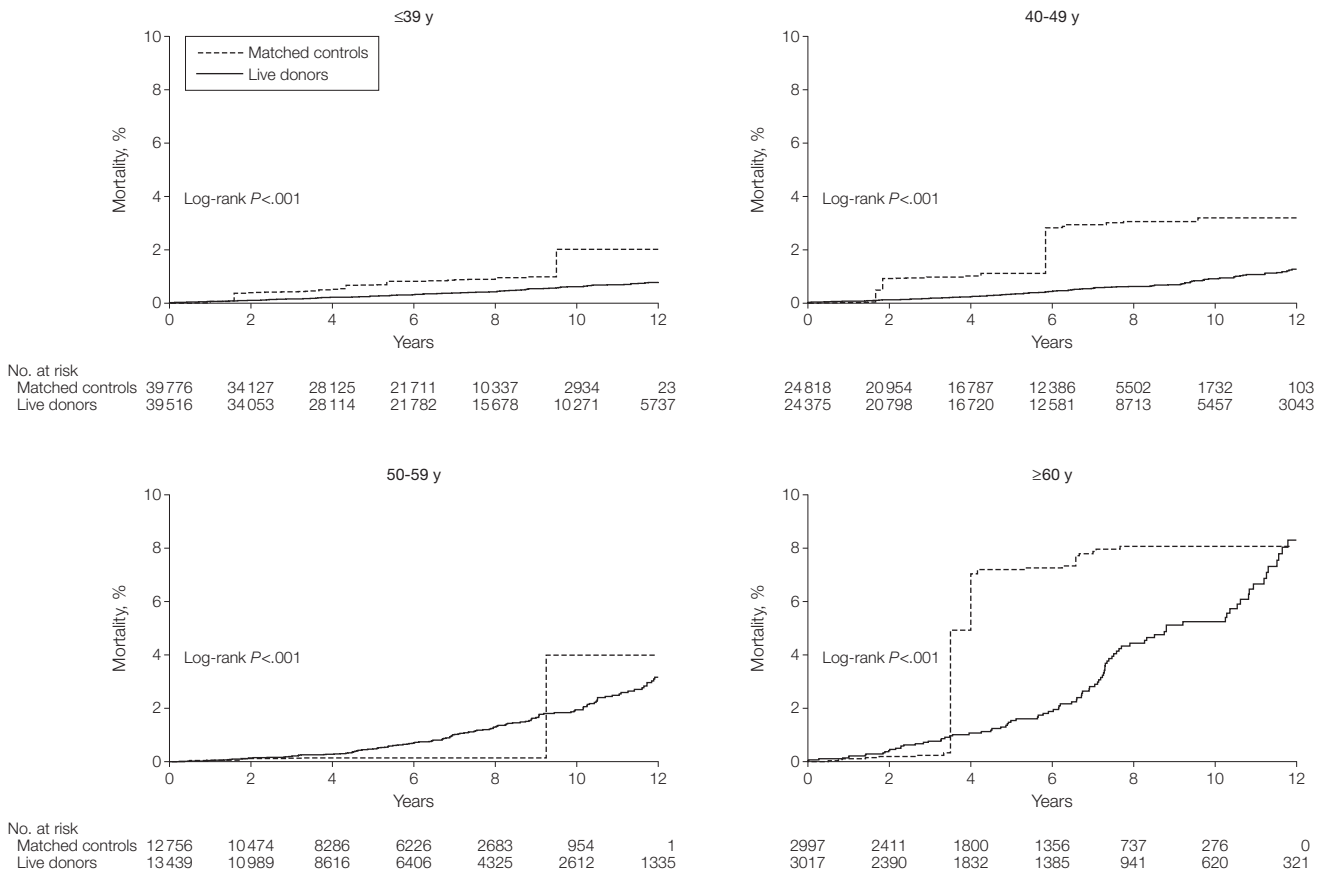 ≤39 y
10
8
6
4
2
0
Mortality, %
Matched controls
Live donors
Log-rank P<.001
0 2 4 6 8 10 12
Years
No. at risk
Matched controls 39776 34127 28125 21711 10337 2934 23
Live donors 39516 34053 28114 21782 15678 10271 5737
40-49 y
10
8
6
4
2
0
Mortality, %
Log-rank P<.001
0 2 4 6 8 10 12
Years
24818 20954 16787 12386 5502 1732 103
24375 20798 16720 12581 8713 5457 3043
50-59 y
10
8
6
4
2
0
Mortality, %
Log-rank P<.001
0 2 4 6 8 10 12
Years
No. at risk
Matched controls 12756 10474 8286 6226 2683 954 1
Live donors 13439 10989 8616 6406 4325 2612 1335
≥60 y
10
8
6
4
2
0
Mortality, %
Log-rank P<.001
0 2 4 6 8 10 12
Years
2997 2411 1800 1356 737 276 0
3017 2390 1832 1385 941 620 321